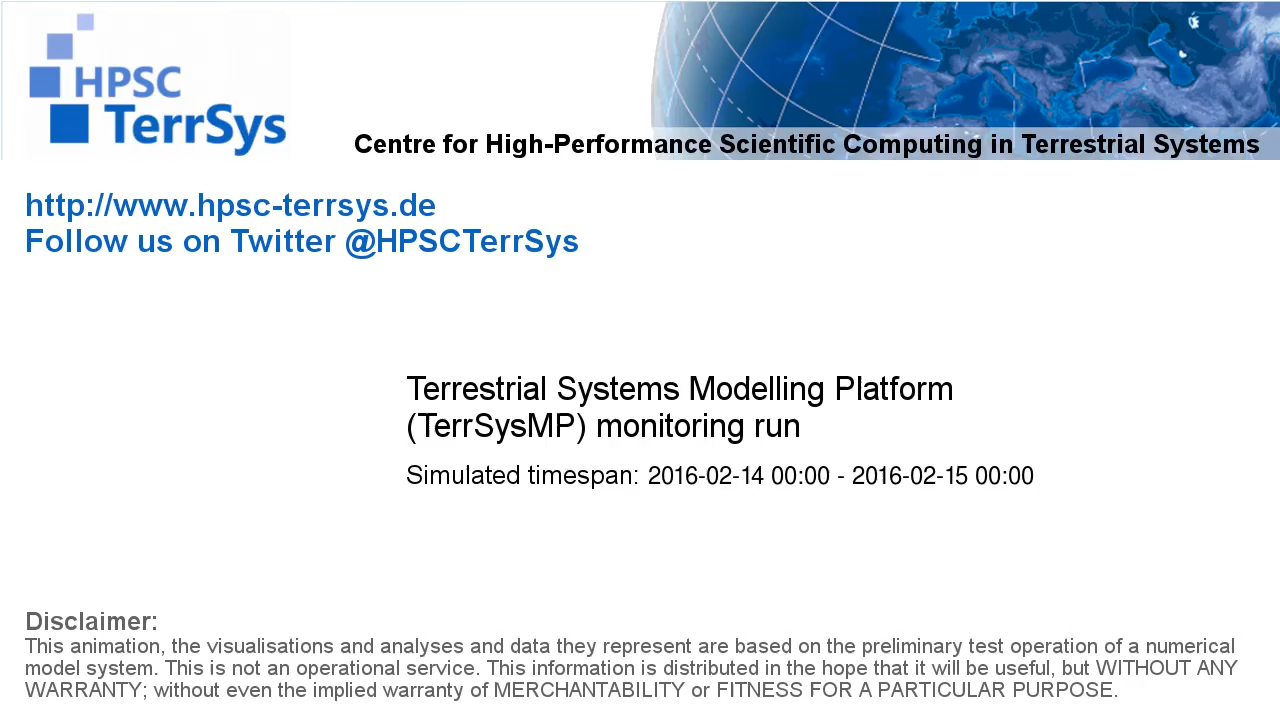 HPSC
TerrSys
Centre for High-Performance Scientific Computing in Terrestrial Systems
http://www.hpsc-terrsys.de
Follow us on Twitter @HPSCTerrSys
Terrestrial Systems Modelling Platform
(TerrSysMP) monitoring run
Simulated timespan: 2016-02-14 00:00 - 2016-02-15 00:00
Disclaimer:
This animation, the visualisations and analyses and data they represent are based on the preliminary test operation of a numerical
model system. This is not an operational service. This information is distributed in the hope that it will be useful, but WITHOUT ANY
WARRANTY; without even the implied warranty of MERCHANTABILITY or FITNESS FOR A PARTICULAR PURPOSE.